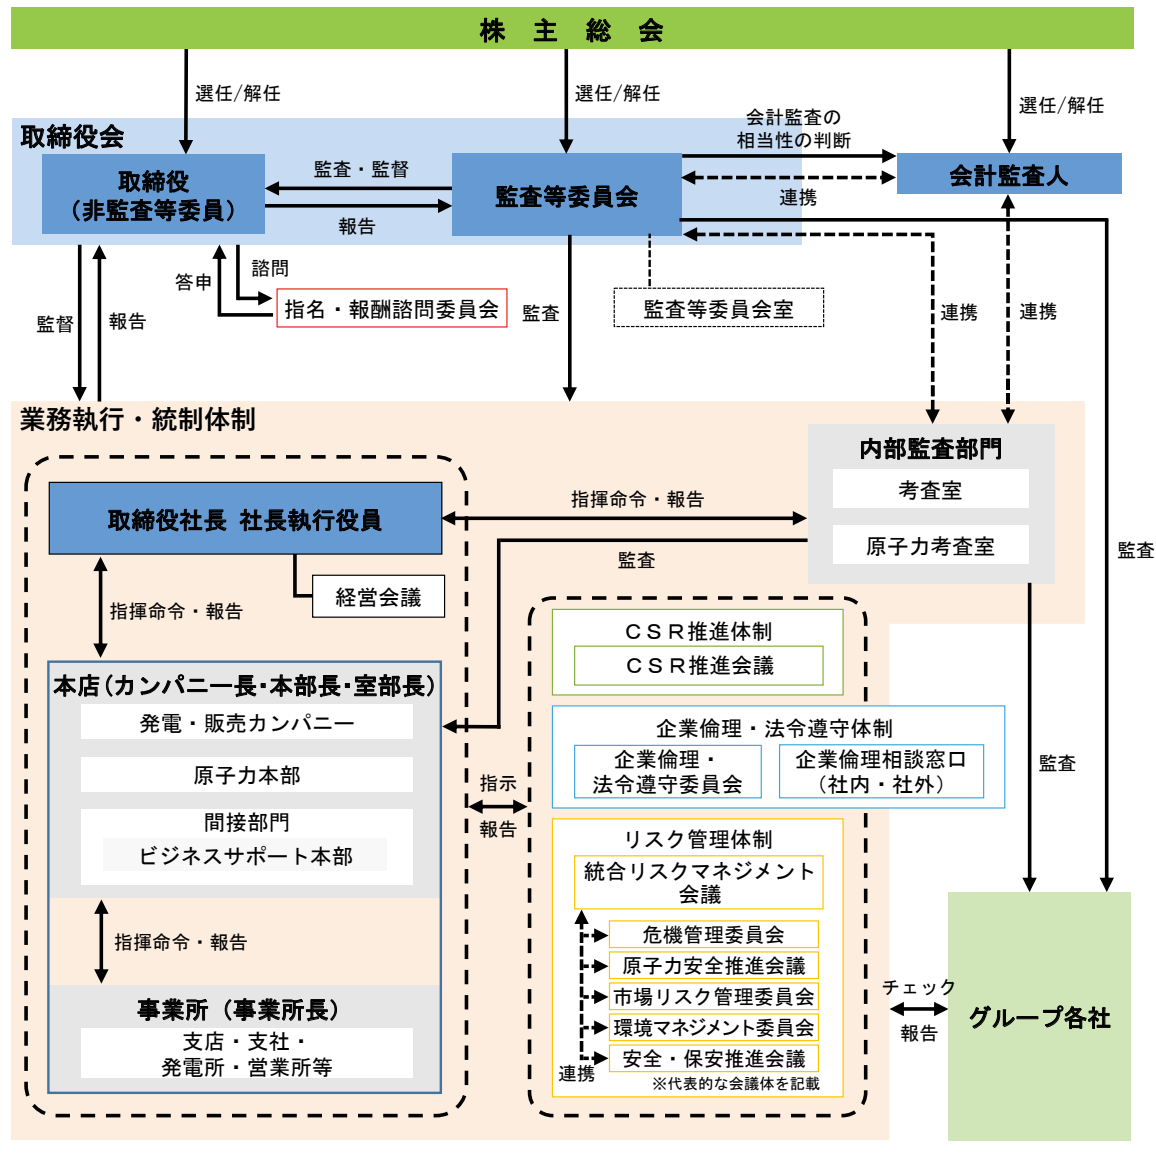 株　主　総　会
選任/解任
選任/解任
選任/解任
取締役会
取締役
（非監査等委員）
監査・監督
報告
監査等委員会
会計監査の
相当性の判断
連携
会計監査人
監督
報告
答申
諮問
指名・報酬諮問委員会
監査
監査等委員会室
連携
連携
業務執行・統制体制
内部監査部門
考査室
原子力考査室
取締役社長 社長執行役員
指揮命令・報告
監査
監査
経営会議
指揮命令・報告
本店（カンパニー長・本部長・室部長）
発電・販売カンパニー
原子力本部
間接部門
ビジネスサポート本部
指揮命令・報告
事業所（事業所長）
支店・支社・
発電所・営業所等
指示
報告
ＣＳＲ推進体制
ＣＳＲ推進会議
企業倫理・法令遵守体制
企業倫理・
法令遵守委員会
企業倫理相談窓口
（社内・社外）
リスク管理体制
統合リスクマネジメント
会議
危機管理委員会
原子力安全推進会議
市場リスク管理委員会
環境マネジメント委員会
安全・保安推進会議
連携
※代表的な会議体を記載
監査
チェック
報告
グループ各社